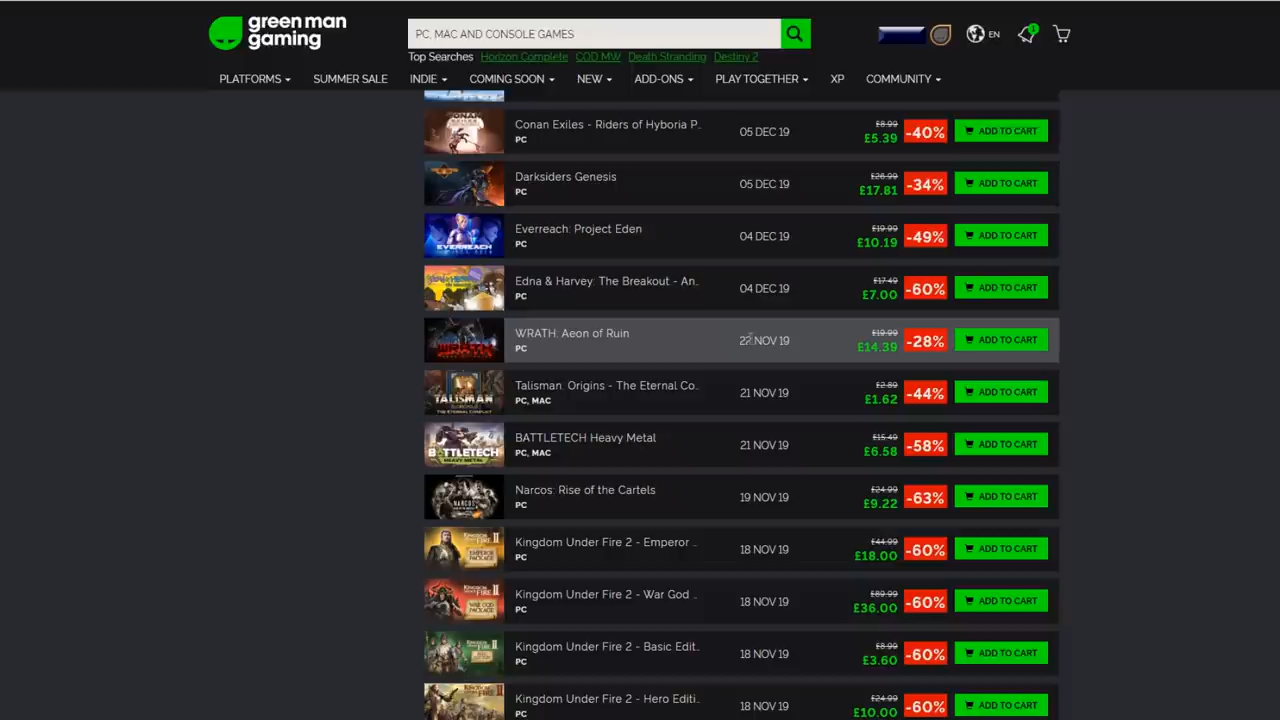 green man
gaming
PC, MAC AND CONSOLE GAMES
EN
1
Top Searches Horizon Complete COD MW Death Stranding Destiny 2
PLATFORMS SUMMER SALE INDIE COMING SOON NEW ADD-ONS PLAY TOGETHER XP COMMUNITY
Conan Exiles - Riders of Hyboria P..
PC
05 DEC 19
£8.99
£5.39
-40%
ADD TO CART
Darksiders Genesis
PC
05 DEC 19
£26.99
£17.81
-34%
ADD TO CART
EVERREACH
Everreach: Project Eden
PC
04 DEC 19
£19.99
£10.19
-49%
ADD TO CART
Edna & Harvey: The Breakout - An..
PC
04 DEC 19
£17.49
£7.00
-60%
ADD TO CART
WRATH
WRATH: Aeon of Ruin
PC
22 NOV 19
£19.99
£14.39
-28%
ADD TO CART
TALISMAN
Talisman: Origins - The Eternal Co..
PC, MAC
21 NOV 19
£2.89
£1.62
-44%
ADD TO CART
BATTLETECH
BATTLETECH Heavy Metal
PC, MAC
21 NOV 19
£15.49
£6.58
-58%
ADD TO CART
NARCOS
Narcos: Rise of the Cartels
PC
19 NOV 19
£24.99
£9.22
-63%
ADD TO CART
Kingdom Under Fire 2 - Emperor ..
PC
18 NOV 19
£44.99
£18.00
-60%
ADD TO CART
Kingdom Under Fire 2 - War God ..
PC
18 NOV 19
£89.99
£36.00
-60%
ADD TO CART
Kingdom Under Fire 2 - Basic Edit..
PC
18 NOV 19
£8.99
£3.60
-60%
ADD TO CART
Kingdom Under Fire 2 - Hero Editi..
PC
18 NOV 19
£24.99
£10.00
-60%
ADD TO CART